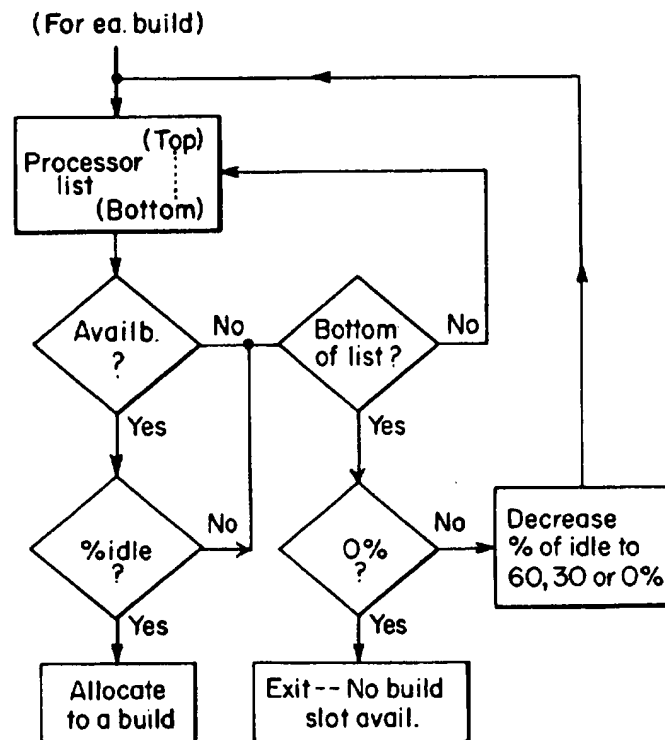 (For ea. build)
(Top)
Processor
list
(Bottom)
Availb.
?
No
Bottom
of list?
No
Yes
Yes
%idle
?
No
0%
?
No
Decrease
% of idle to
60, 30 or 0%
Yes
Yes
Allocate
to a build
Exit -- No build
slot avail.